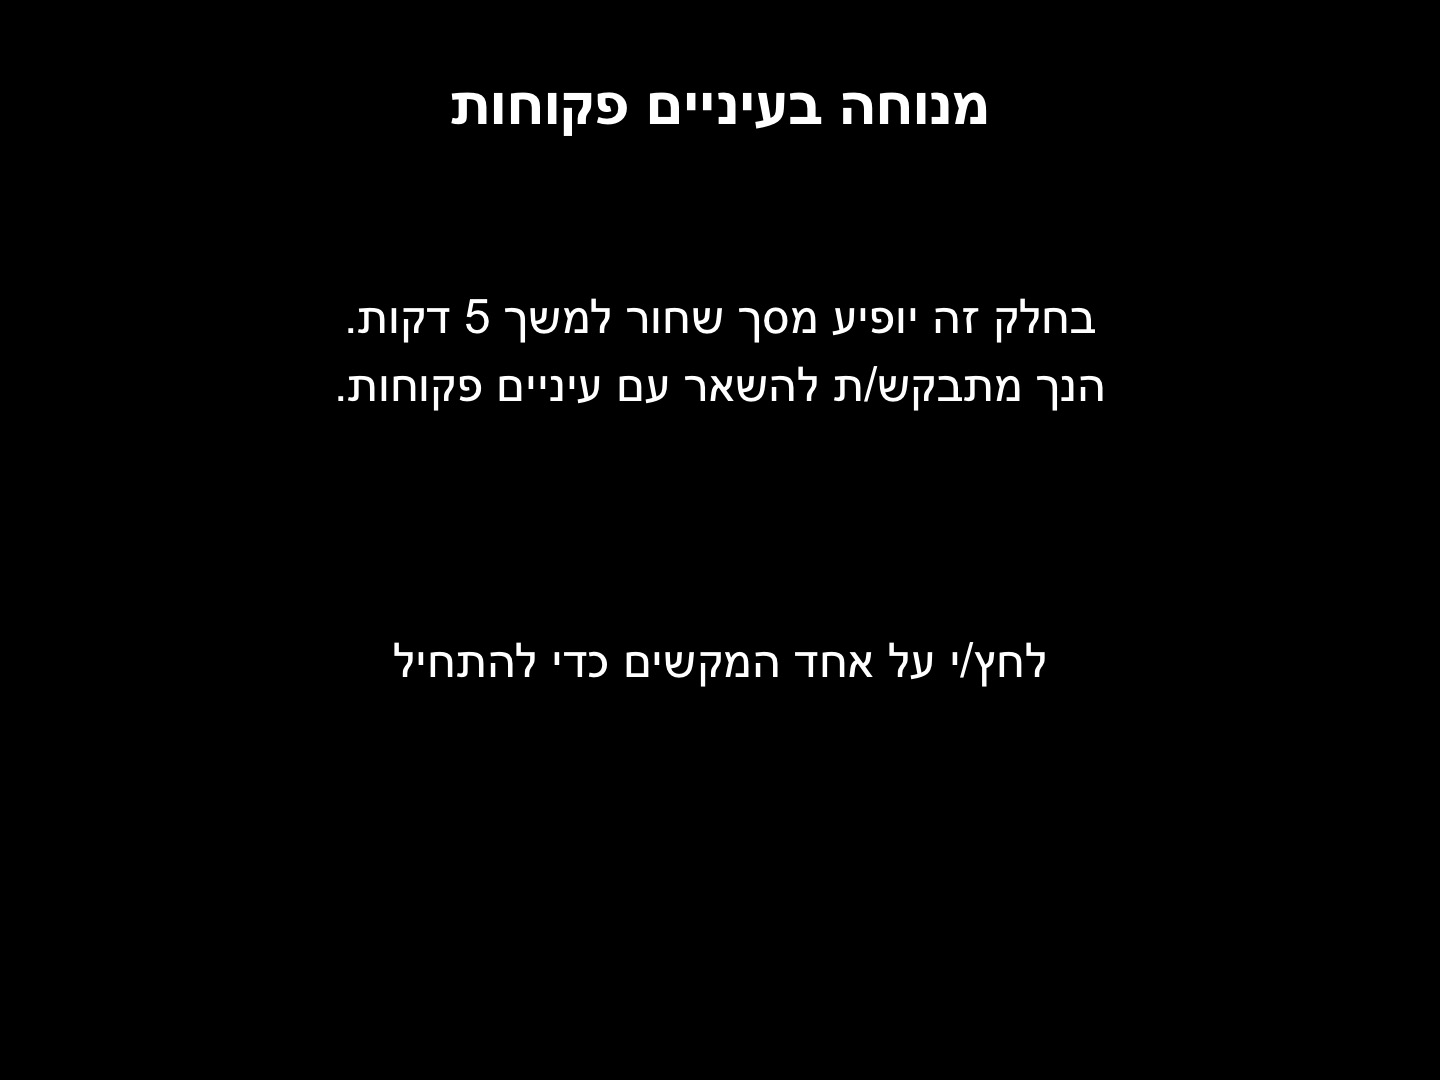 מנוחה בעיניים פקוחות
בחלק זה יופיע מסך שחור למשך 5 דקות.
הנך מתבקש/ת להשאר עם עיניים פקוחות.
לחץ/י על אחד המקשים כדי להתחיל